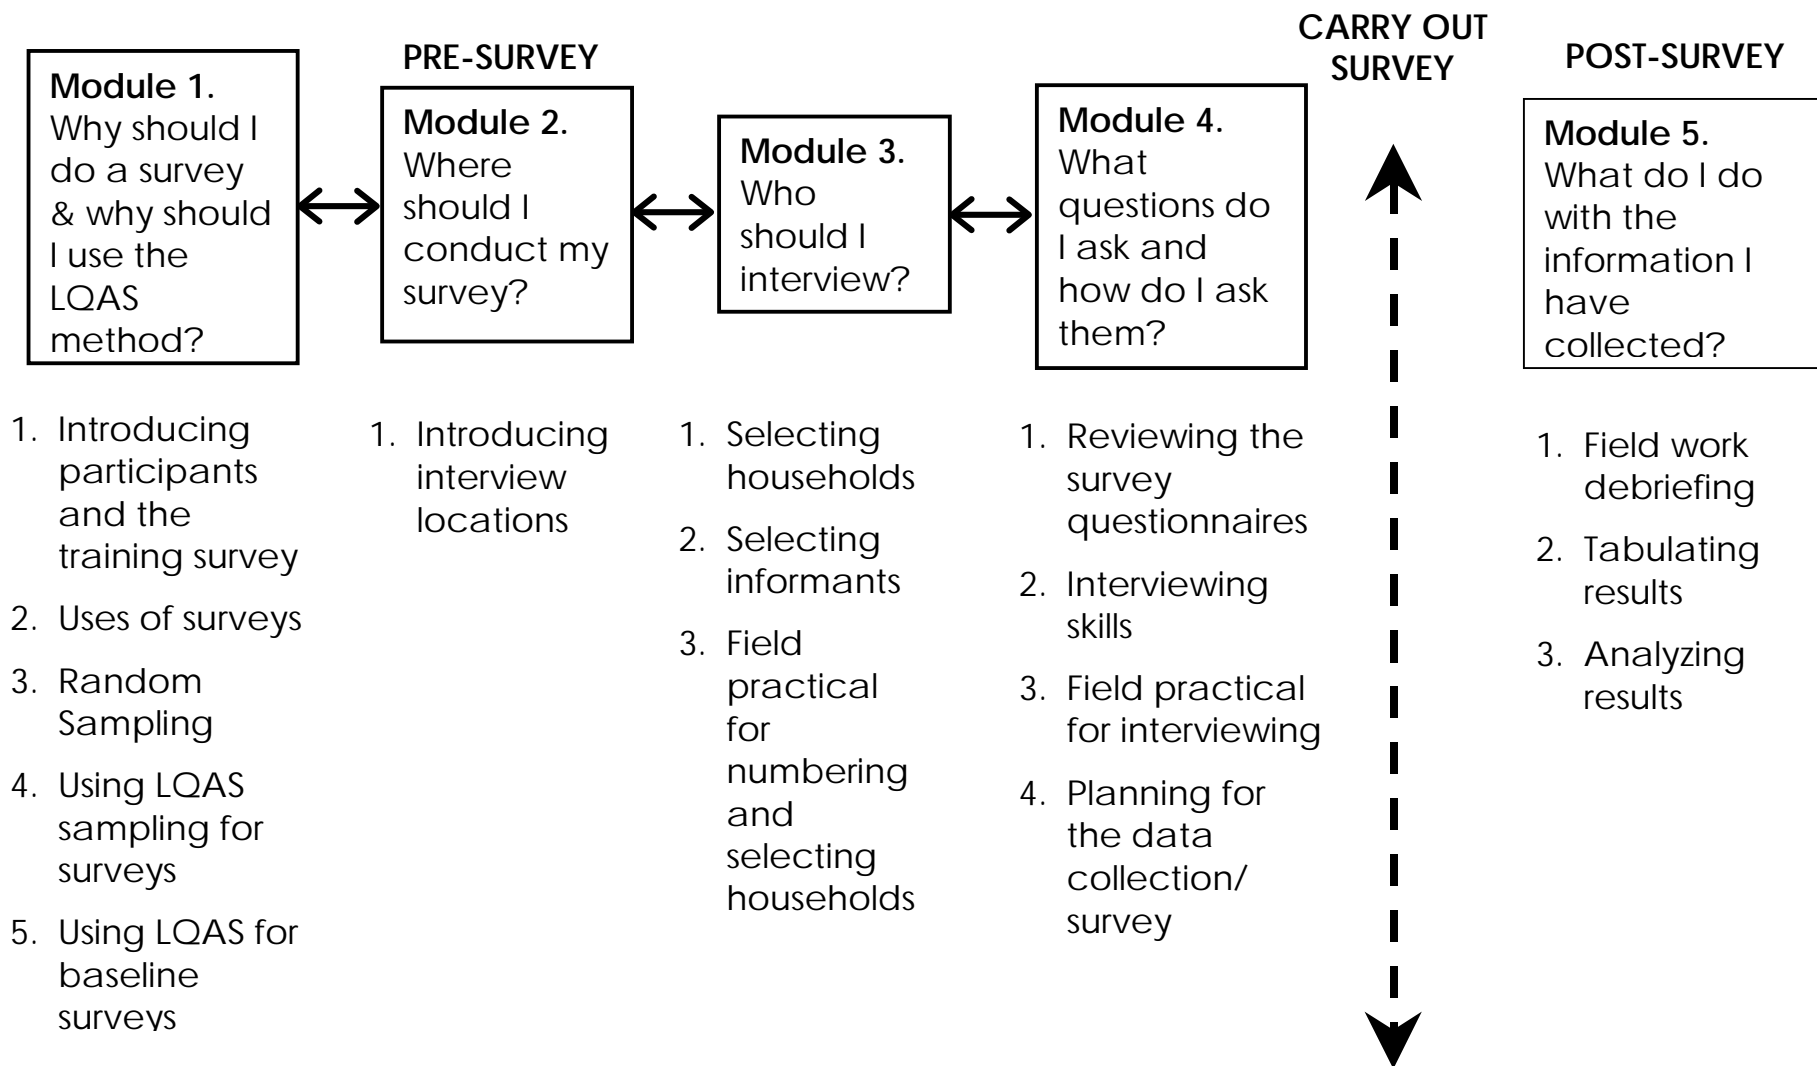 PRE-SURVEY
CARRY OUT
SURVEY
POST-SURVEY
Module 1.
Why should I
do a survey
& why should
I use the
LQAS
method?
Module 2.
Where
should I
conduct my
survey?
Module 3.
Who
should I
interview?
Module 4.
What
questions do
I ask and
how do I ask
them?
Module 5.
What do I do
with the
information I
have
collected?
1. Introducing
participants
and the
training survey
2. Uses of surveys
3. Random
Sampling
4. Using LQAS
sampling for
surveys
5. Using LQAS for
baseline
surveys
1. Introducing
interview
locations
1. Selecting
households
2. Selecting
informants
3. Field
practical
for
numbering
and
selecting
households
1. Reviewing the
survey
questionnaires
2. Interviewing
skills
3. Field practical
for interviewing
4. Planning for
the data
collection/
survey
1. Field work
debriefing
2. Tabulating
results
3. Analyzing
results